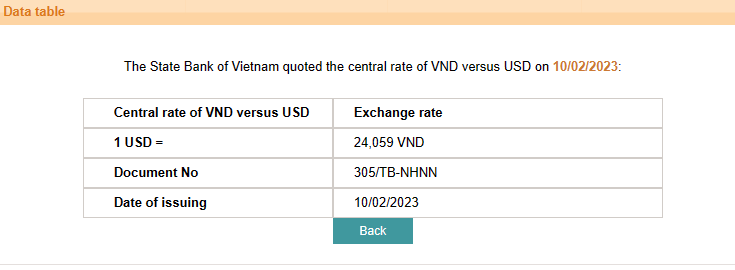 Data table
The State Bank of Vietnam quoted the central rate of VND versus USD on 10/02/2023:
Central rate of VND versus USD Exchange rate
1 USD = 24,059 VND
Document No 305/TB-NHNN
Date of issuing 10/02/2023
Back